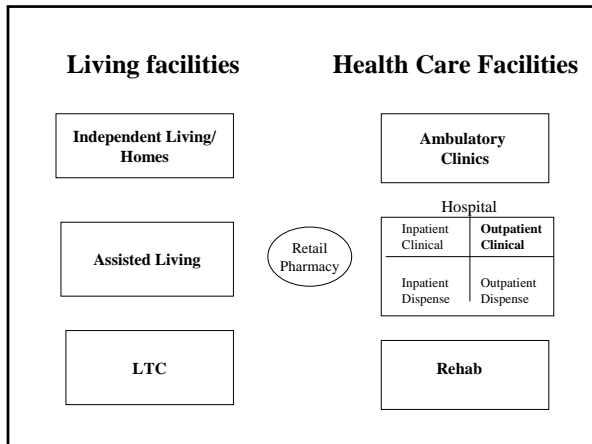 Living facilities
Health Care Facilities
Independent Living/
Homes
Ambulatory
Clinics
Assisted Living
Retail
Pharmacy
Hospital
Inpatient
Clinical
Outpatient
Clinical
Inpatient
Dispense
Outpatient
Dispense
LTC
Rehab